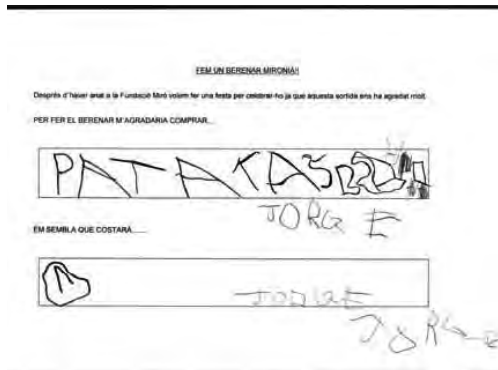 FEM UN BERENAR MIRONIÀ!!
Després d'haver anat a la Fundació Miró volem fer una festa per celebrar-ho ja que aquesta sortida ens ha agradat molt.
PER FER EL BERENAR M'AGRADARIA COMPRAR...
PATATAS
JORGE
EM SEMBLA QUE COSTARÀ......
JORGE
JORGE